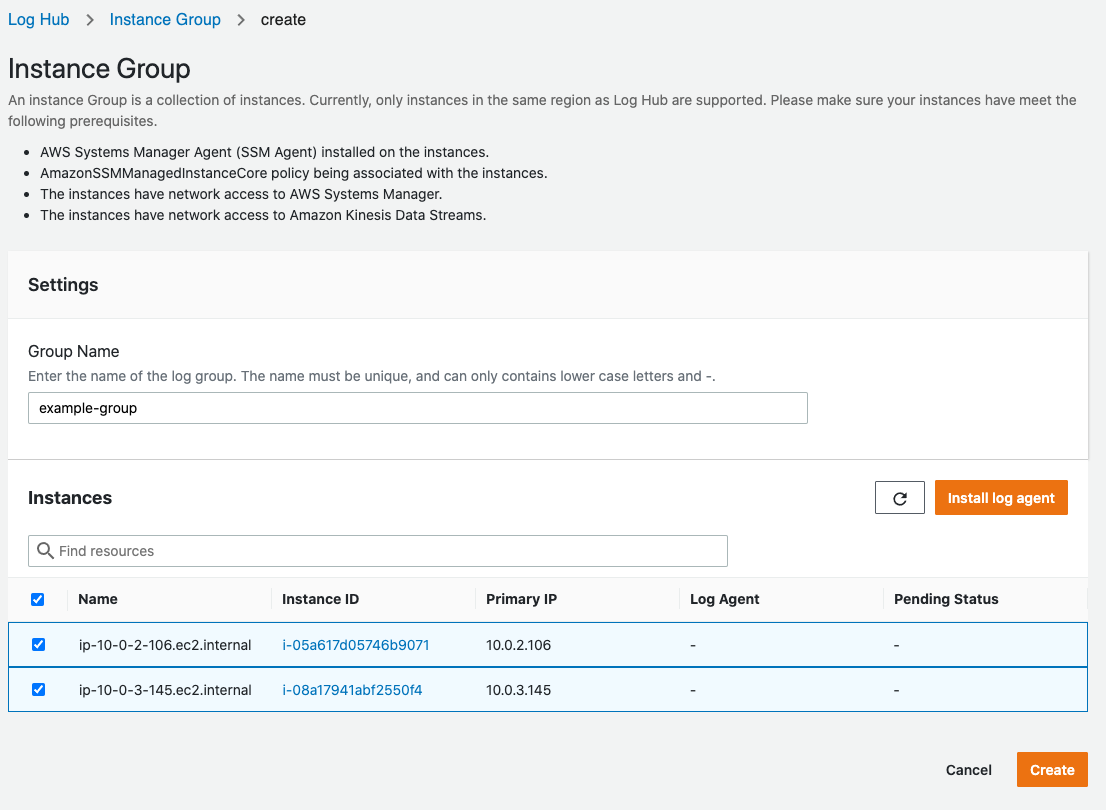 Log Hub > Instance Group > create
Instance Group
An instance Group is a collection of instances. Currently, only instances in the same region as Log Hub are supported. Please make sure your instances have meet the
following prerequisites.
• AWS Systems Manager Agent (SSM Agent) installed on the instances.
• AmazonSSMManagedInstanceCore policy being associated with the instances.
• The instances have network access to AWS Systems Manager.
• The instances have network access to Amazon Kinesis Data Streams.
Settings
Group Name
Enter the name of the log group. The name must be unique, and can only contains lower case letters and -.
example-group
Instances Install log agent
Find resources
Name Instance ID Primary IP Log Agent Pending Status
ip-10-0-2-106.ec2.internal i-05a617d05746b9071 10.0.2.106 - -
ip-10-0-3-145.ec2.internal i-08a17941abf2550f4 10.0.3.145 - -
Cancel Create